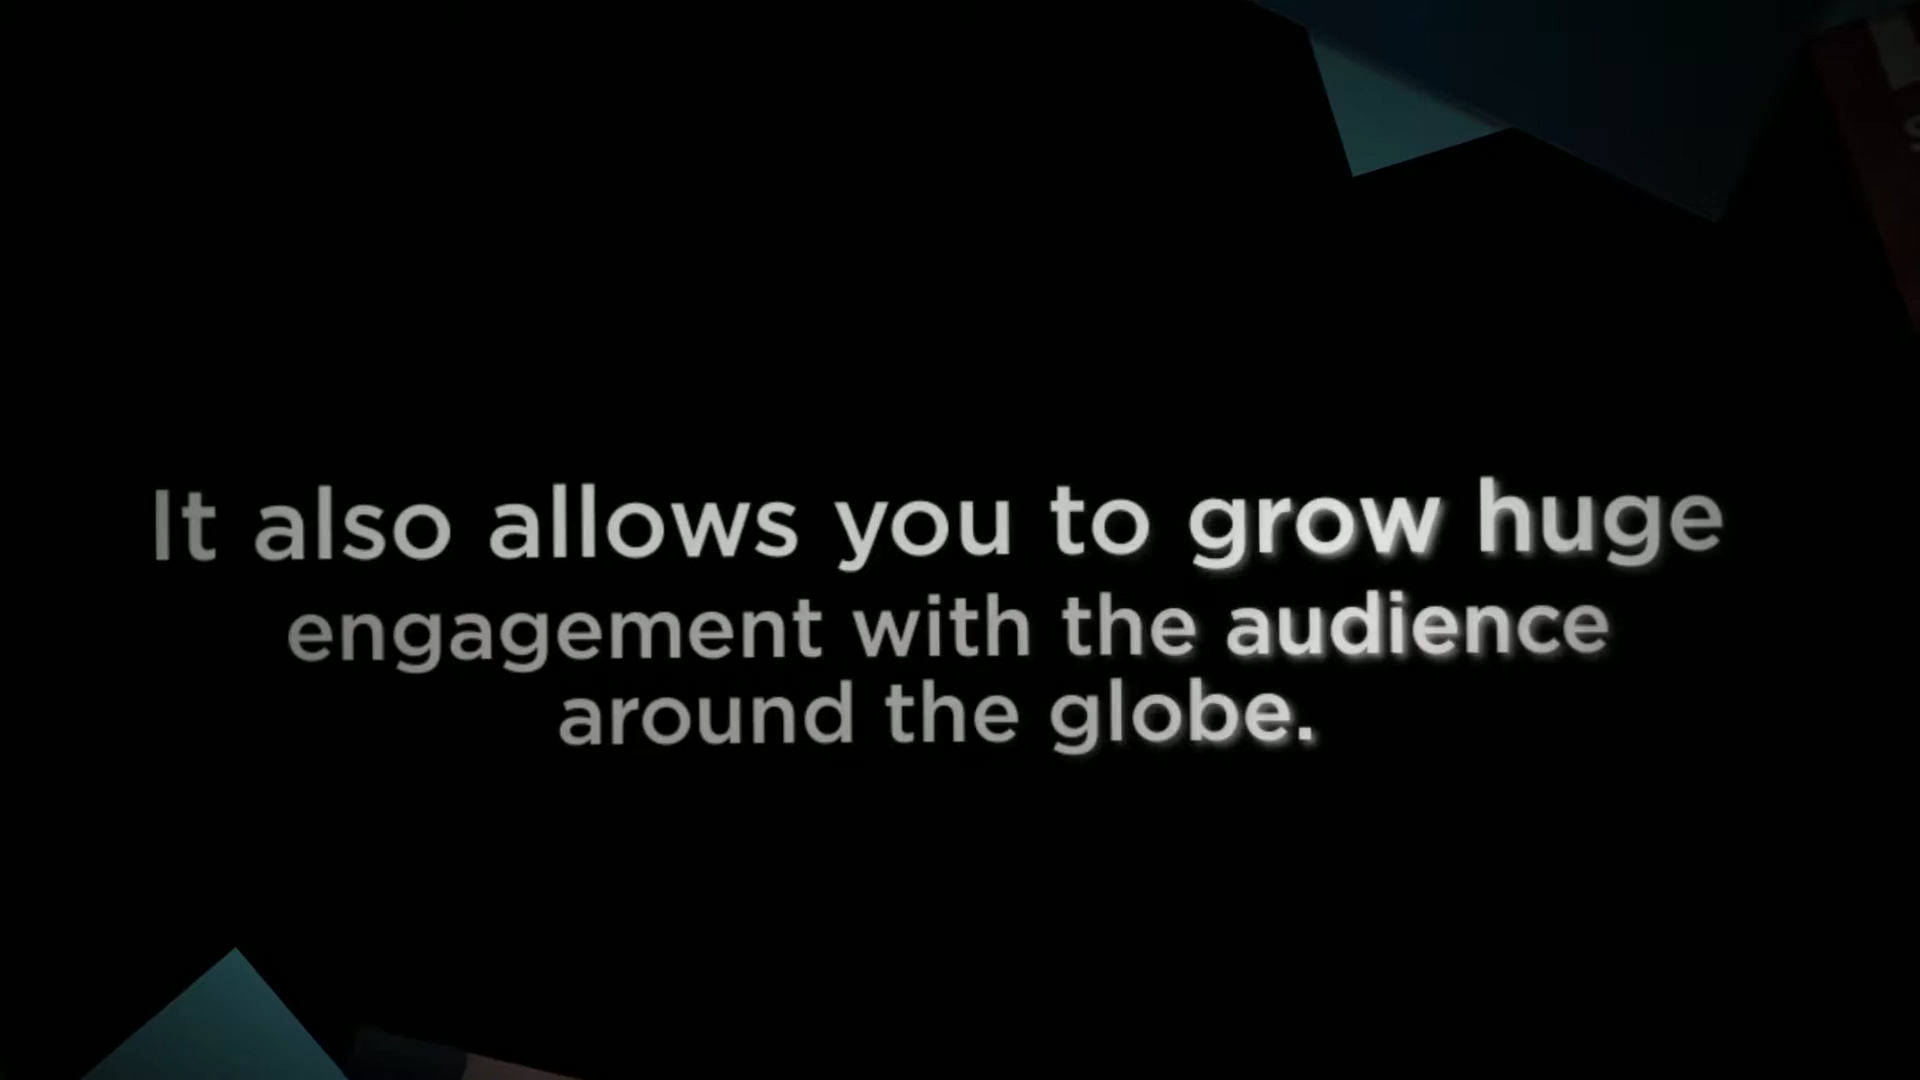 It also allows you to grow huge
engagement with the audience
around the globe.